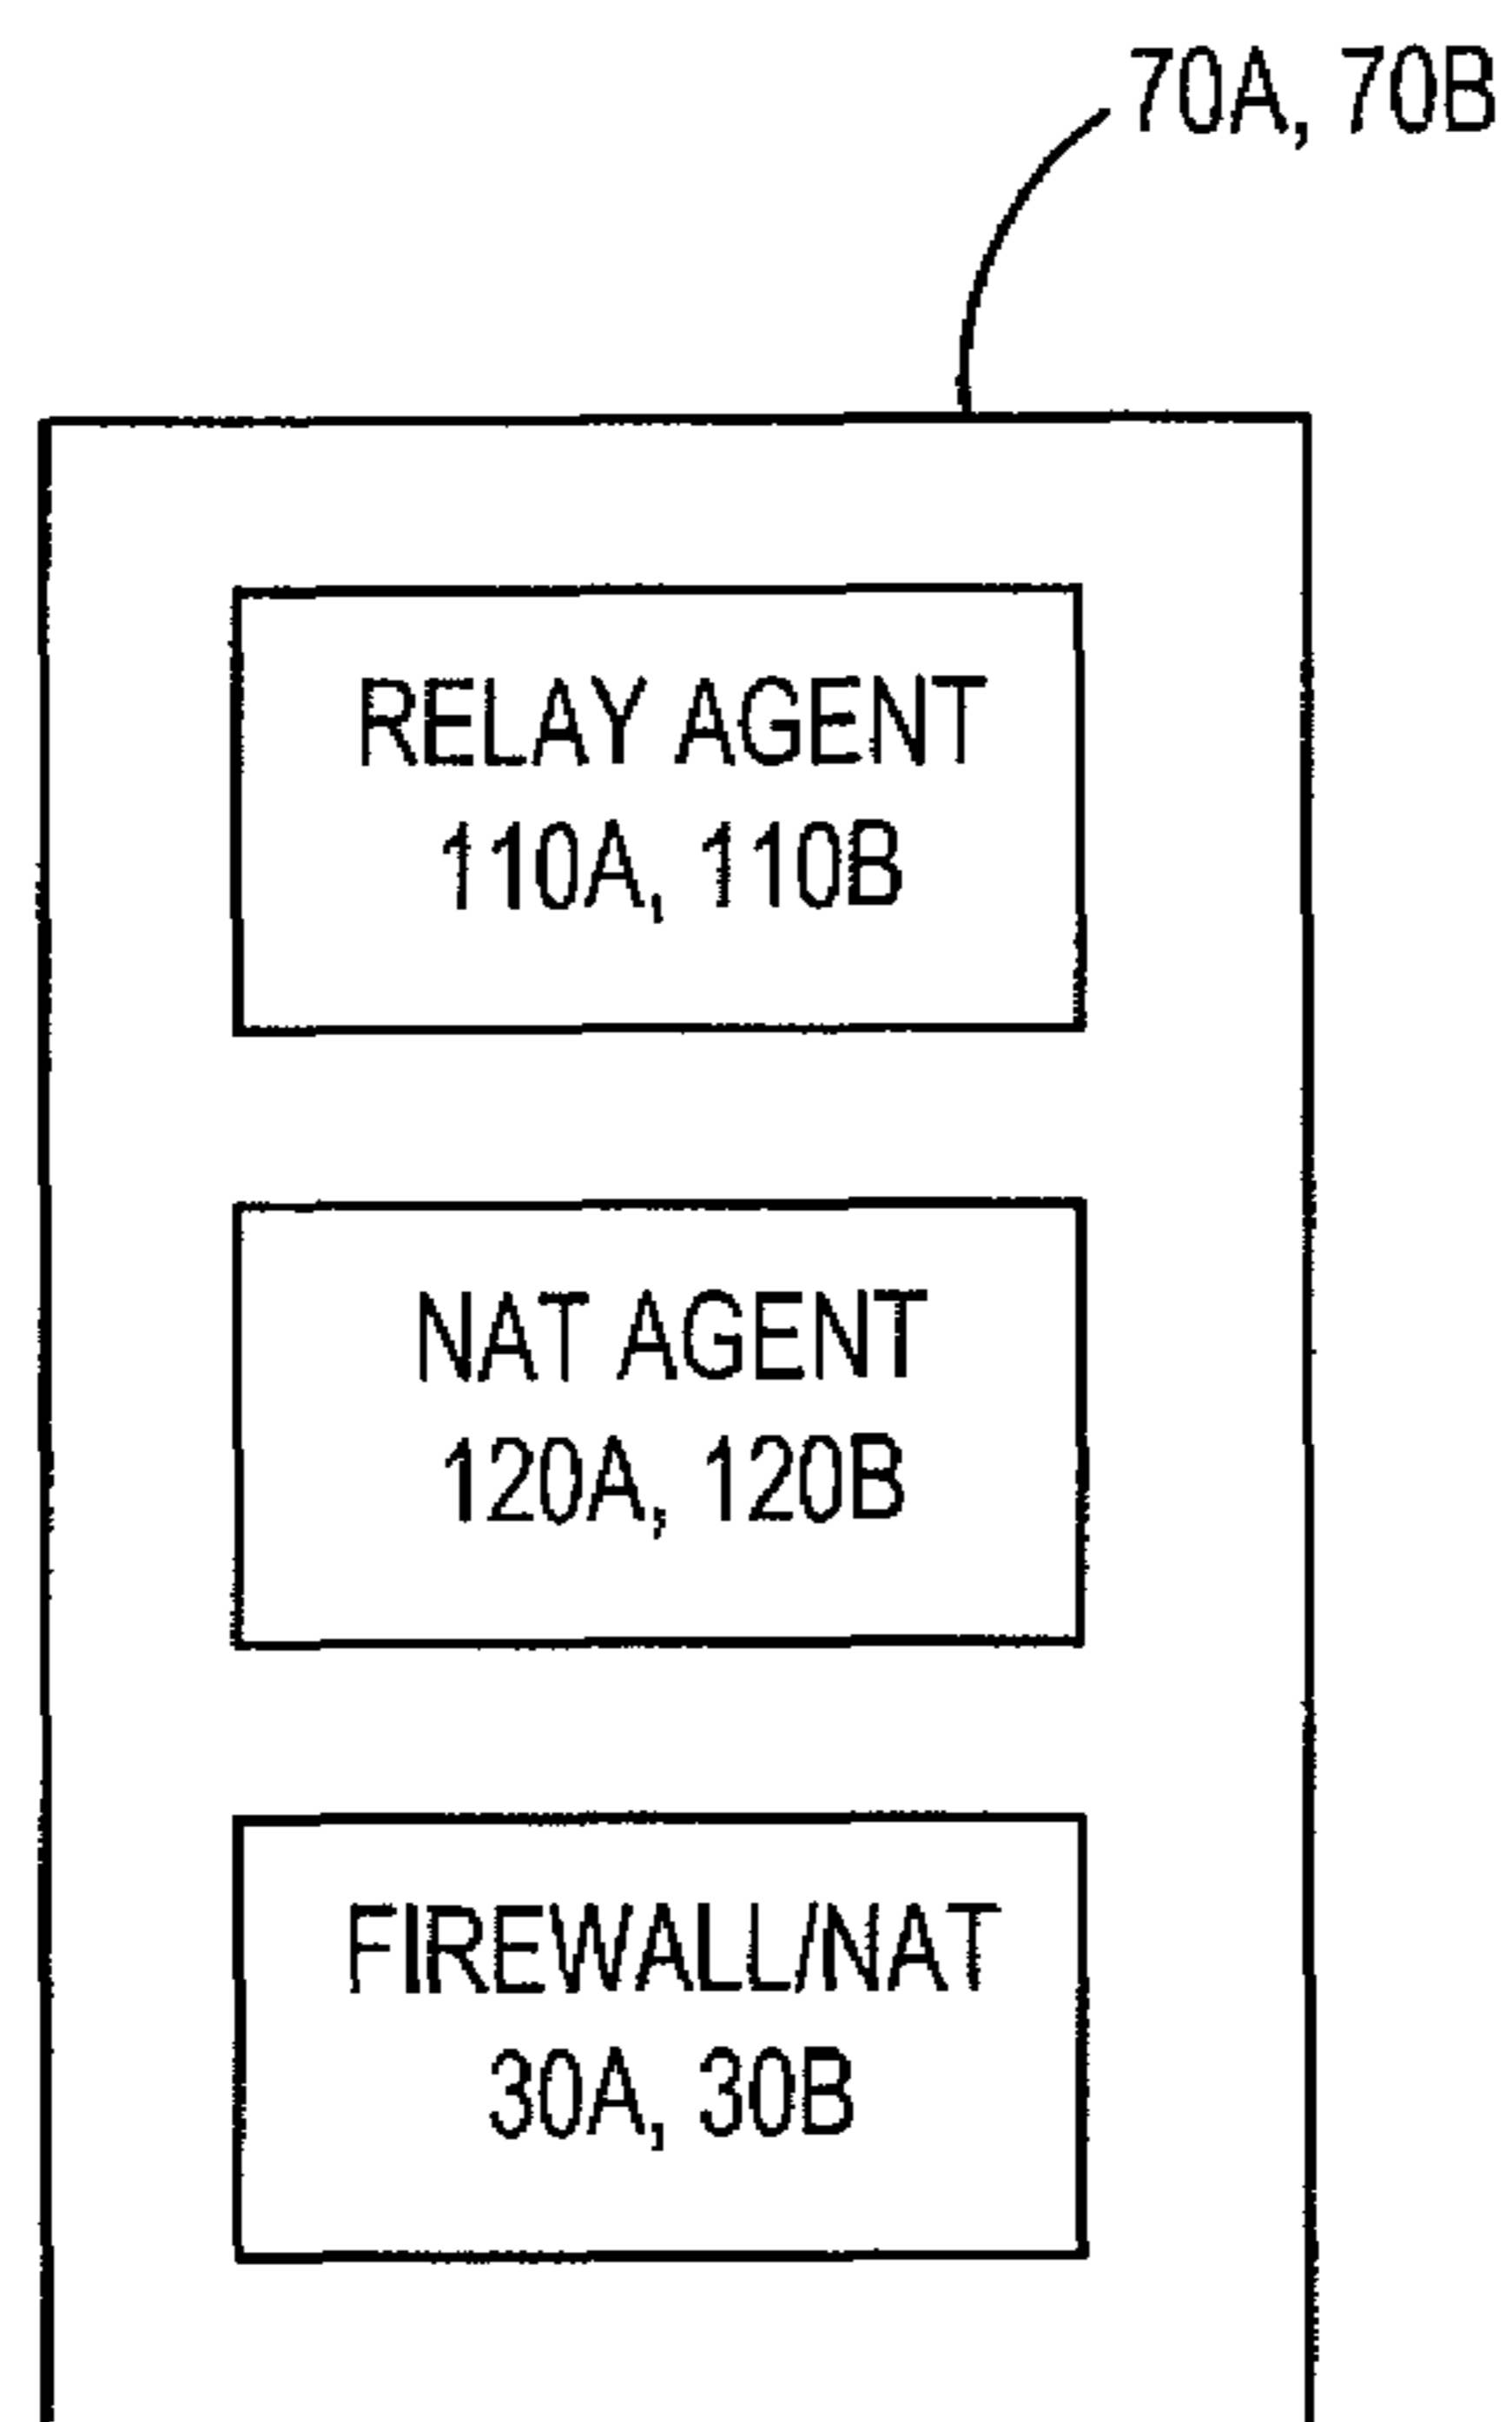 70A, 70B
RELAY AGENT
110A, 110B
NAT AGENT
120A, 120B
FIREWALL/NAT
30A, 30B